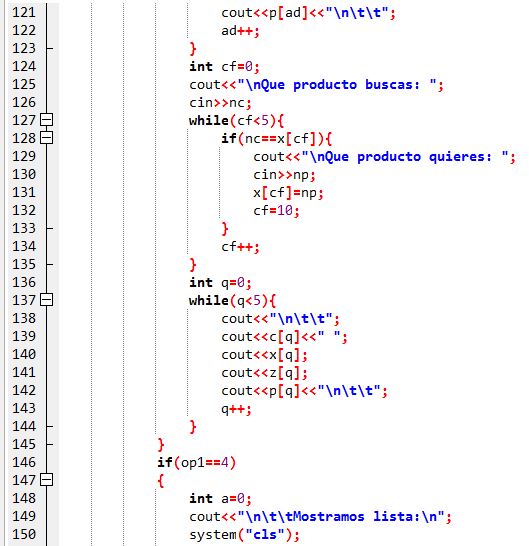 121 cout<<p[ad]<<"\n\t\t";
122 ad++;
123 }
124 int cf=0;
125 cout<<"\nQue producto buscas: ";
126 cin>>nc;
127 while(cf<5){
128 if(nc==x[cf]){
129 cout<<"\nQue producto quieres: ";
130 cin>>np;
131 x[cf]=np;
132 cf=10;
133 }
134 cf++;
135 }
136 int q=0;
137 while(q<5){
138 cout<<"\n\t\t";
139 cout<<c[q]<<" ";
140 cout<<x[q];
141 cout<<z[q];
142 cout<<p[q]<<"\n\t\t";
143 q++;
144 }
145 }
146 if(op1==4)
147 {
148 int a=0;
149 cout<<"\n\t\tMostramos lista:\n";
150 system("cls");